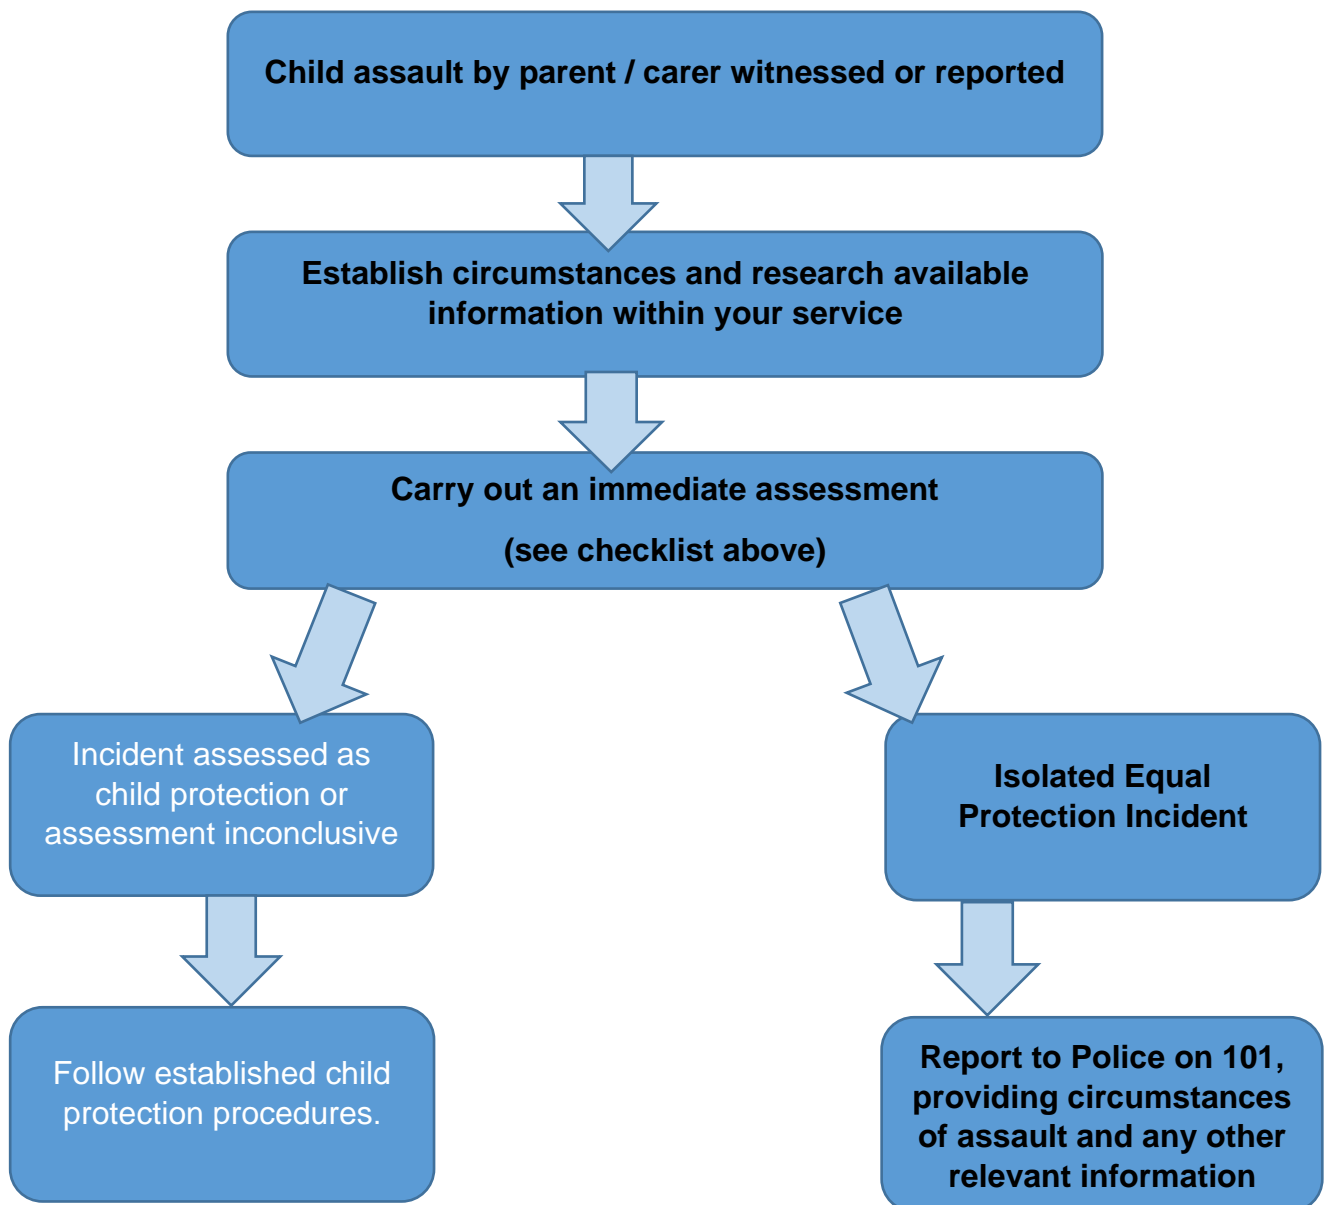 Child assault by parent / carer witnessed or reported
Establish circumstances and research available
information within your service
Carry out an immediate assessment
(see checklist above)
Incident assessed as
child protection or
assessment inconclusive
Isolated Equal
Protection Incident
Follow established child
protection procedures.
Report to Police on 101,
providing circumstances
of assault and any other
relevant information